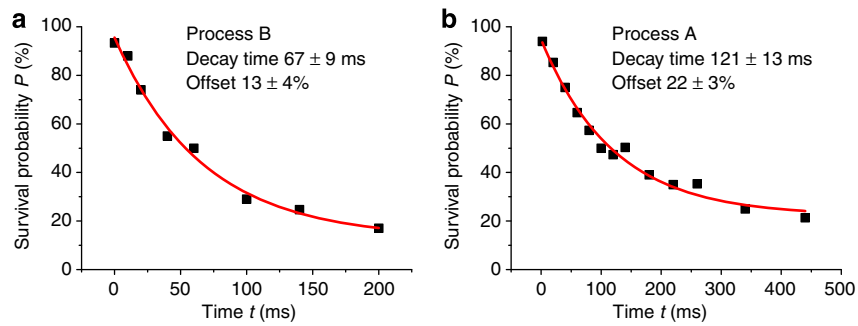 a
Process B
Decay time 67 ± 9 ms
Offset 13 ± 4%
Survival probability P (%)
100
80
60
40
20
0
0 50 100 150 200
Time t (ms)
b
Process A
Decay time 121 ± 13 ms
Offset 22 ± 3%
Survival probability P (%)
100
80
60
40
20
0
0 100 200 300 400 500
Time t (ms)